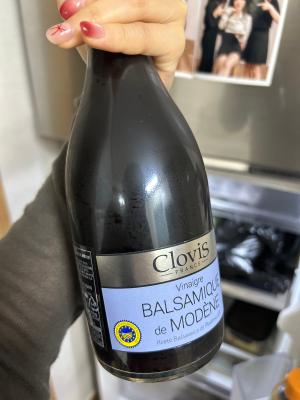 Clovis
FRANCE
Vinaigre
BALSAMIQUE
de MODÈNE